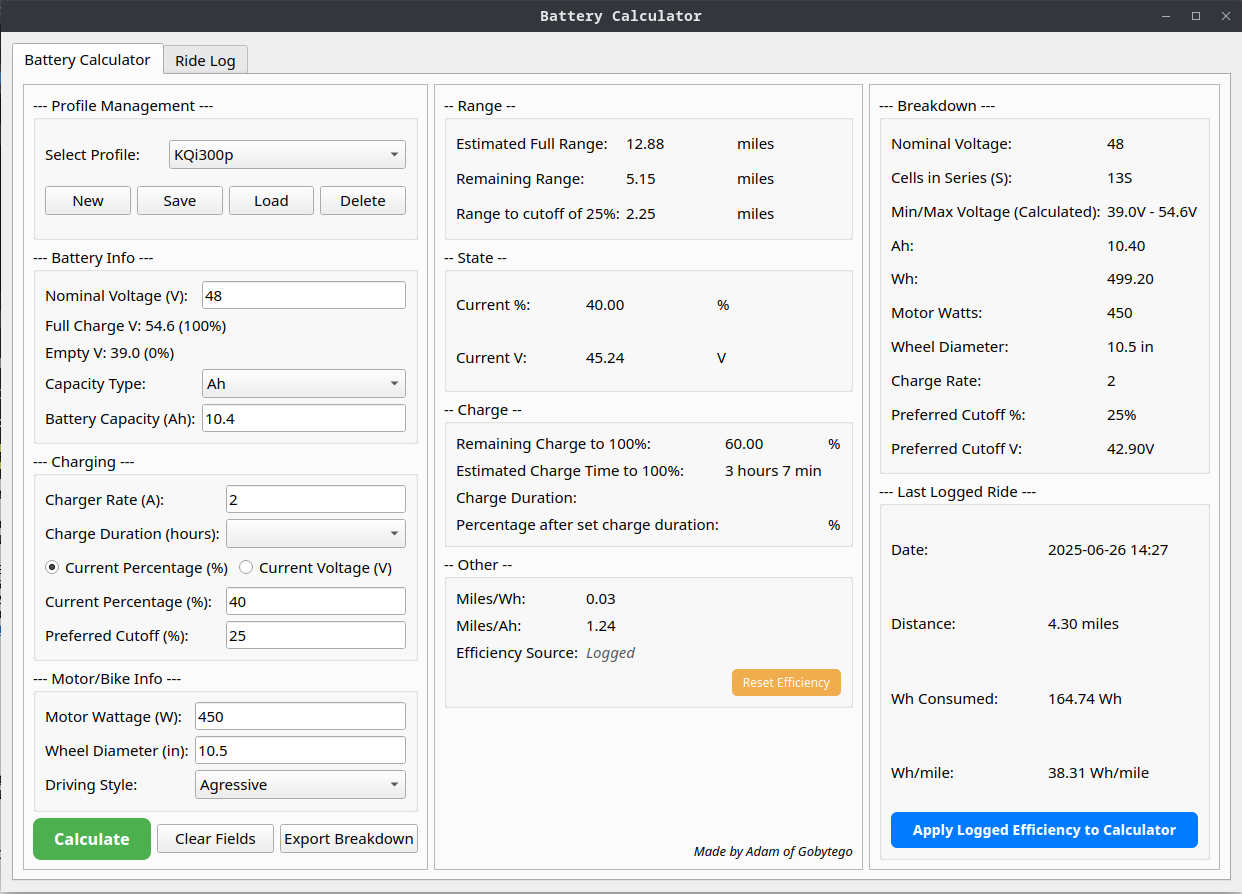 Battery Calculator
Battery Calculator
Ride Log
--- Profile Management ---
Select Profile: KQi300p
New Save Load Delete
--- Battery Info ---
Nominal Voltage (V): 48
Full Charge V: 54.6 (100%)
Empty V: 39.0 (0%)
Capacity Type: Ah
Battery Capacity (Ah): 10.4
--- Charging ---
Charger Rate (A): 2
Charge Duration (hours):
Current Percentage (%) Current Voltage (V)
Current Percentage (%): 40
Preferred Cutoff (%): 25
--- Motor/Bike Info ---
Motor Wattage (W): 450
Wheel Diameter (in): 10.5
Driving Style: Agressive
Calculate Clear Fields Export Breakdown
-- Range --
Estimated Full Range: 12.88 miles
Remaining Range: 5.15 miles
Range to cutoff of 25%: 2.25 miles
-- State --
Current %: 40.00 %
Current V: 45.24 V
-- Charge --
Remaining Charge to 100%: 60.00 %
Estimated Charge Time to 100%: 3 hours 7 min
Charge Duration:
Percentage after set charge duration: %
-- Other --
Miles/Wh: 0.03
Miles/Ah: 1.24
Efficiency Source: Logged
Reset Efficiency
Made by Adam of Gobytego
--- Breakdown ---
Nominal Voltage: 48
Cells in Series (S): 13S
Min/Max Voltage (Calculated): 39.0V - 54.6V
Ah: 10.40
Wh: 499.20
Motor Watts: 450
Wheel Diameter: 10.5 in
Charge Rate: 2
Preferred Cutoff %: 25%
Preferred Cutoff V: 42.90V
--- Last Logged Ride ---
Date: 2025-06-26 14:27
Distance: 4.30 miles
Wh Consumed: 164.74 Wh
Wh/mile: 38.31 Wh/mile
Apply Logged Efficiency to Calculator